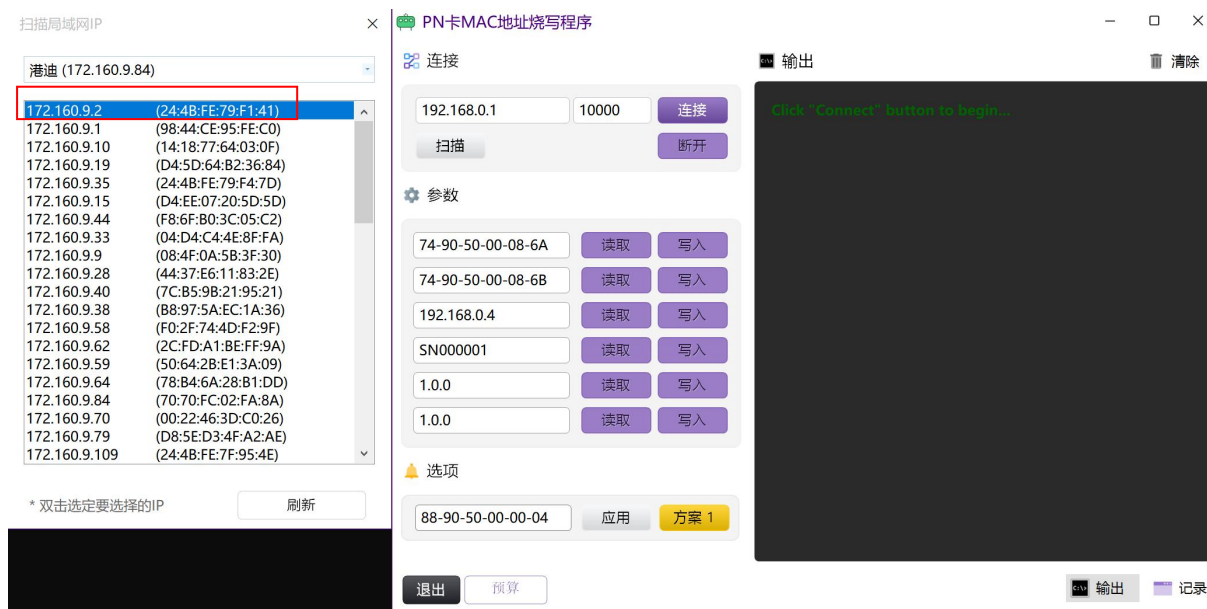 扫描局域网IP
港迪 (172.160.9.84)
172.160.9.2 (24:4B:FE:79:F1:41)
172.160.9.1 (98:44:CE:95:FE:C0)
172.160.9.10 (14:18:77:64:03:0F)
172.160.9.19 (D4:5D:64:B2:36:84)
172.160.9.35 (24:4B:FE:79:F4:7D)
172.160.9.15 (D4:EE:07:20:5D:5D)
172.160.9.44 (F8:6F:B0:3C:05:C2)
172.160.9.33 (04:D4:C4:4E:8F:FA)
172.160.9.9 (08:4F:0A:5B:3F:30)
172.160.9.28 (44:37:E6:11:83:2E)
172.160.9.40 (7C:B5:9B:21:95:21)
172.160.9.38 (B8:97:5A:EC:1A:36)
172.160.9.58 (F0:2F:74:4D:F2:9F)
172.160.9.62 (2C:FD:A1:BE:FF:9A)
172.160.9.59 (50:64:2B:E1:3A:09)
172.160.9.64 (78:B4:6A:28:B1:DD)
172.160.9.84 (70:70:FC:02:FA:8A)
172.160.9.70 (00:22:46:3D:C0:26)
172.160.9.79 (D8:5E:D3:4F:A2:AE)
172.160.9.109 (24:4B:FE:7F:95:4E)
* 双击选定要选择的IP 刷新
PN卡MAC地址烧写程序
连接
192.168.0.1 10000 连接
扫描 断开
参数
74-90-50-00-08-6A 读取 写入
74-90-50-00-08-6B 读取 写入
192.168.0.4 读取 写入
SN000001 读取 写入
1.0.0 读取 写入
1.0.0 读取 写入
选项
88-90-50-00-00-04 应用 方案 1
退出 预算
输出 清除
Click "Connect" button to begin...
输出 记录